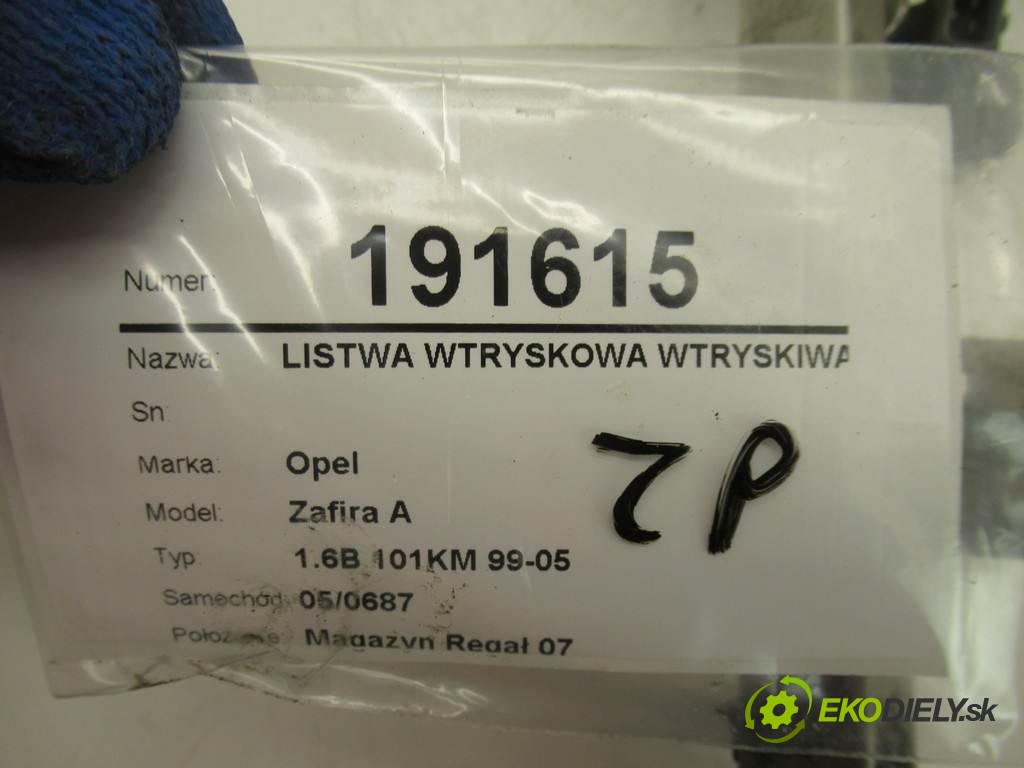 Numer: 191615
Nazwa: LISTWA WTRYSKOWA WTRYSKIWA
Sn:
Marka: Opel
Model: Zafira A
Typ: 1.6B 101KM 99-05
Samochód: 05/0687
Położenie: Magazyn Regał 07
ZP
EKODIELY.sk